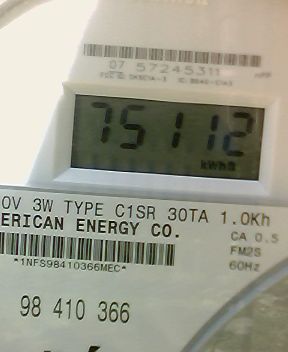 07 57245311
75112
kWhs
0V 3W TYPE C1SR 30TA 1.0Kh
ERICAN ENERGY CO.
CA 0.5
FM2S
60Hz
*1NFS98410366MEC*
98 410 366